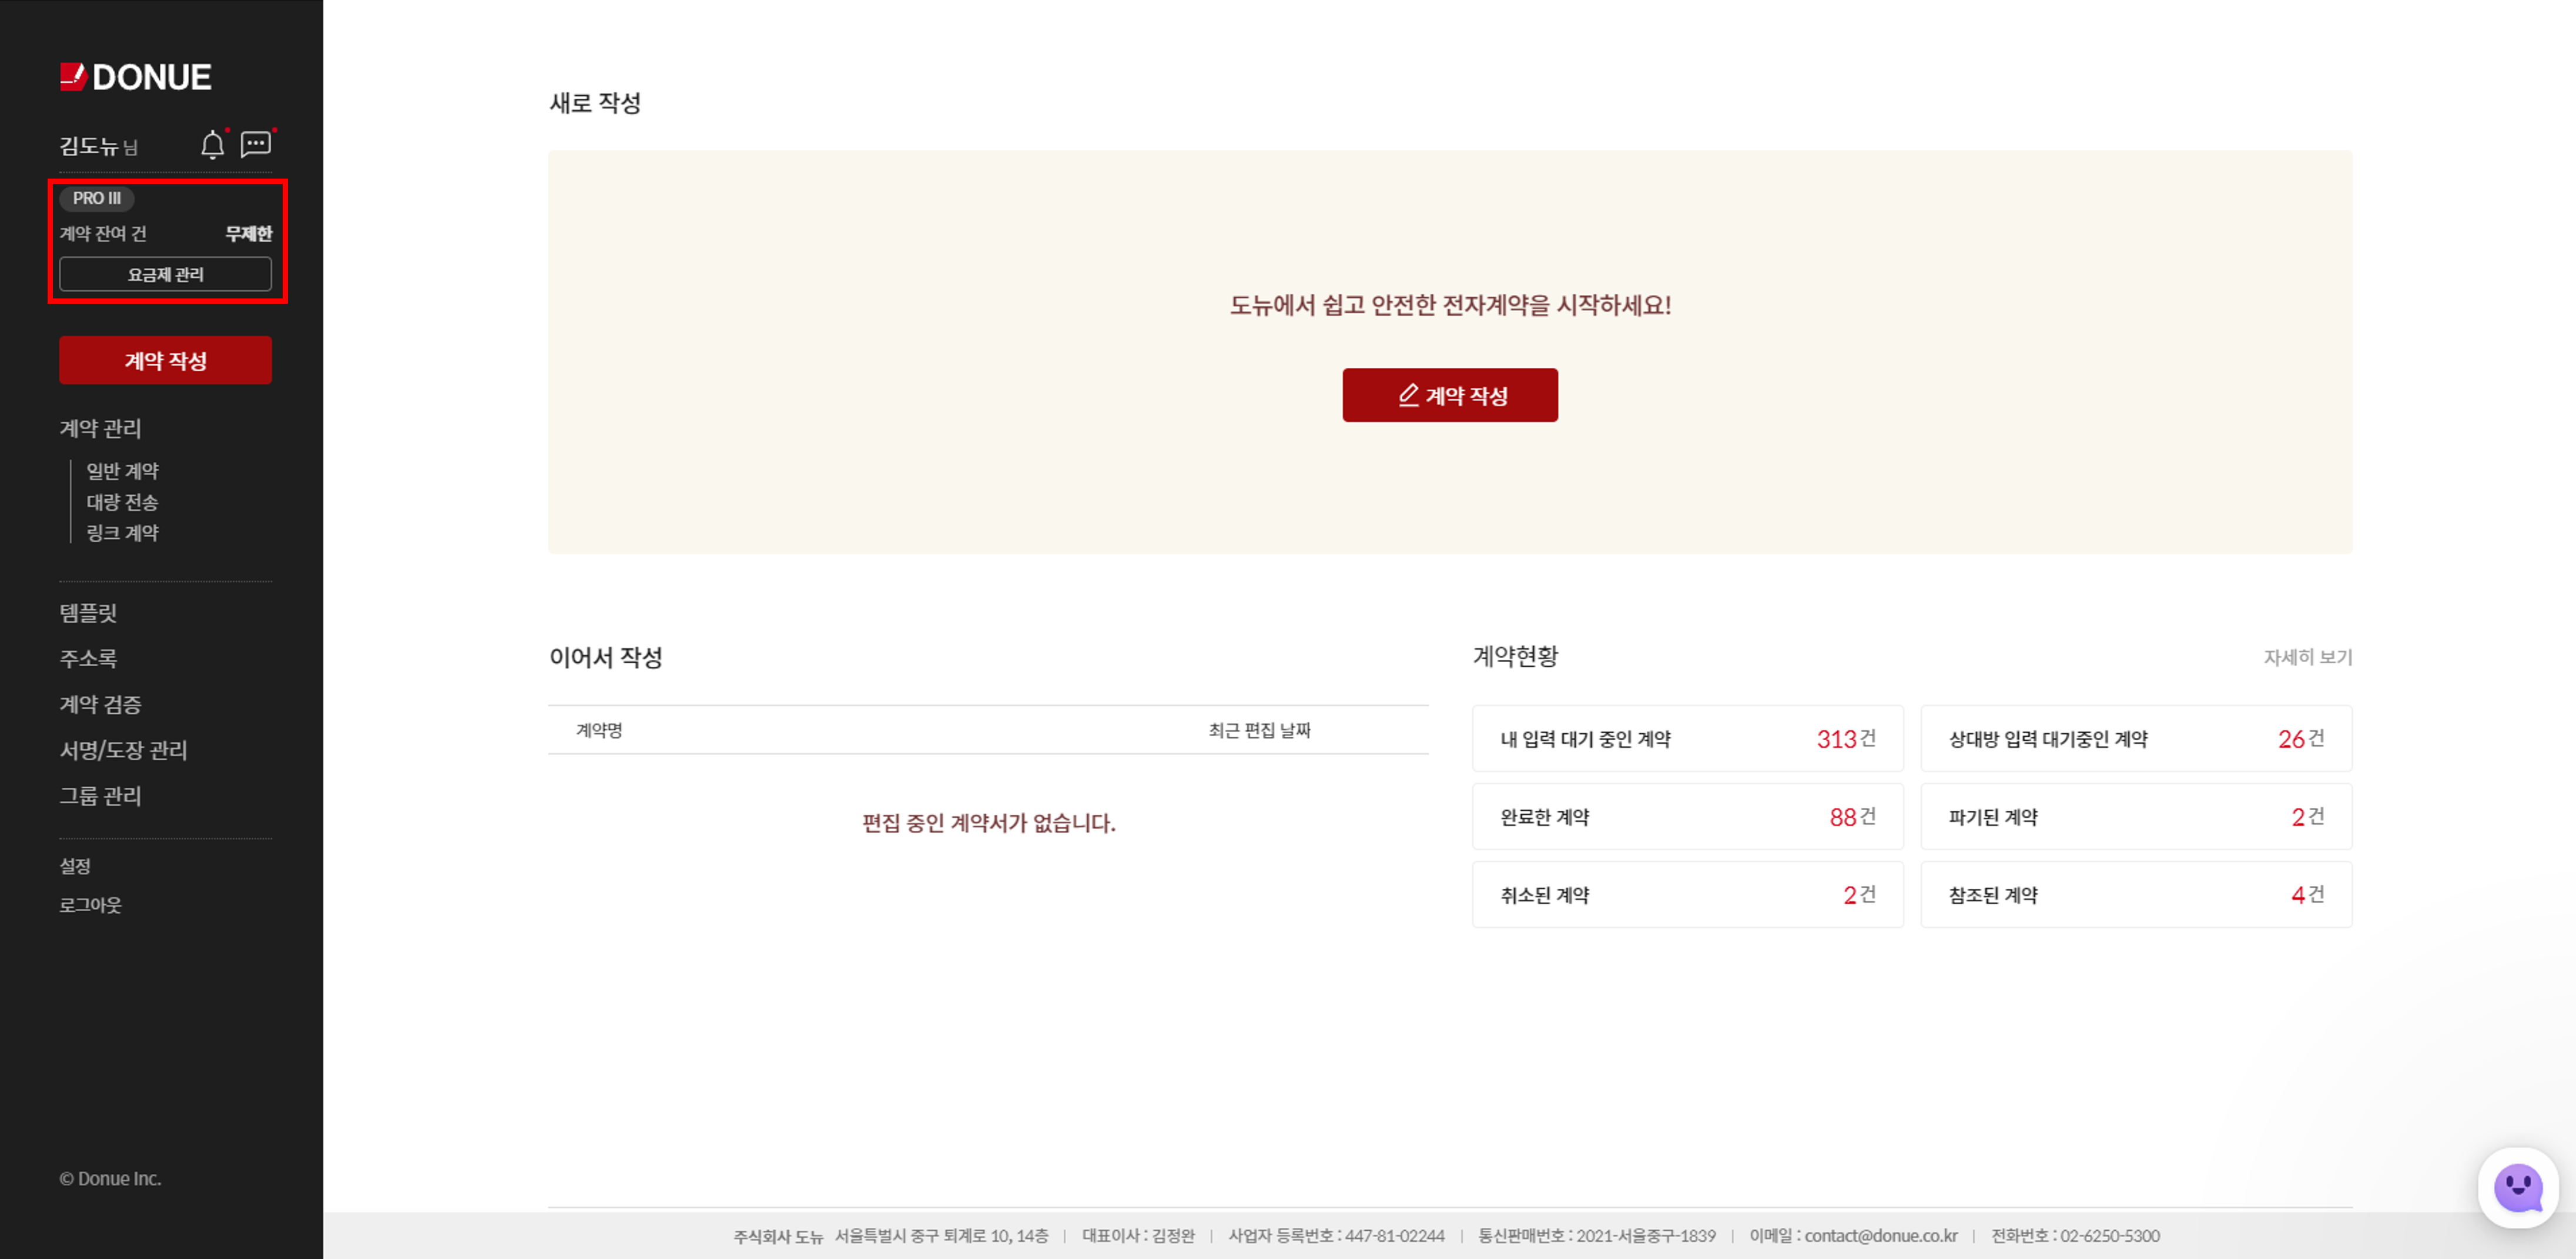 DONUE
김도뉴 님
PRO III
계약 잔여 건 무제한
요금제 관리
계약 작성
계약 관리
일반 계약
대량 전송
링크 계약
템플릿
주소록
계약 검증
서명/도장 관리
그룹 관리
설정
로그아웃
© Donue Inc.
새로 작성
도뉴에서 쉽고 안전한 전자계약을 시작하세요!
계약 작성
이어서 작성
계약명 최근 편집 날짜
편집 중인 계약서가 없습니다.
계약현황 자세히 보기
내 입력 대기 중인 계약 313건
상대방 입력 대기중인 계약 26건
완료한 계약 88건
파기된 계약 2건
취소된 계약 2건
참조된 계약 4건
주식회사 도뉴 서울특별시 중구 퇴계로 10, 14층 | 대표이사 : 김정완 | 사업자 등록번호 : 447-81-02244 | 통신판매번호 : 2021-서울중구-1839 | 이메일 : contact@donue.co.kr | 전화번호 : 02-6250-5300